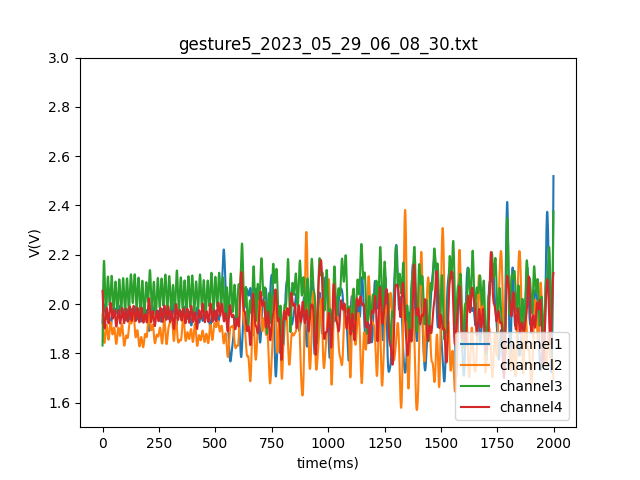 gesture5_2023_05_29_06_08_30.txt
3.0
2.8
2.6
2.4
2.2
2.0
1.8
1.6
V(V)
channel1
channel2
channel3
channel4
0 250 500 750 1000 1250 1500 1750 2000
time(ms)